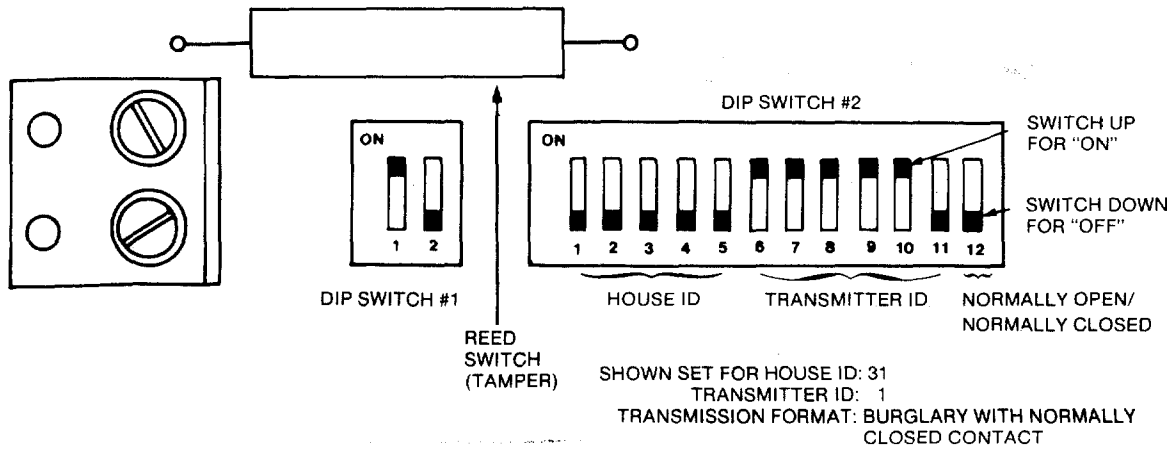 DIP SWITCH #2
ON
ON
SWITCH UP
FOR "ON"
SWITCH DOWN
FOR "OFF"
1 2
1 2 3 4 5 6 7 8 9 10 11 12
DIP SWITCH #1
HOUSE ID
TRANSMITTER ID
NORMALLY OPEN/
NORMALLY CLOSED
REED
SWITCH
(TAMPER)
SHOWN SET FOR HOUSE ID: 31
TRANSMITTER ID: 1
TRANSMISSION FORMAT: BURGLARY WITH NORMALLY
CLOSED CONTACT